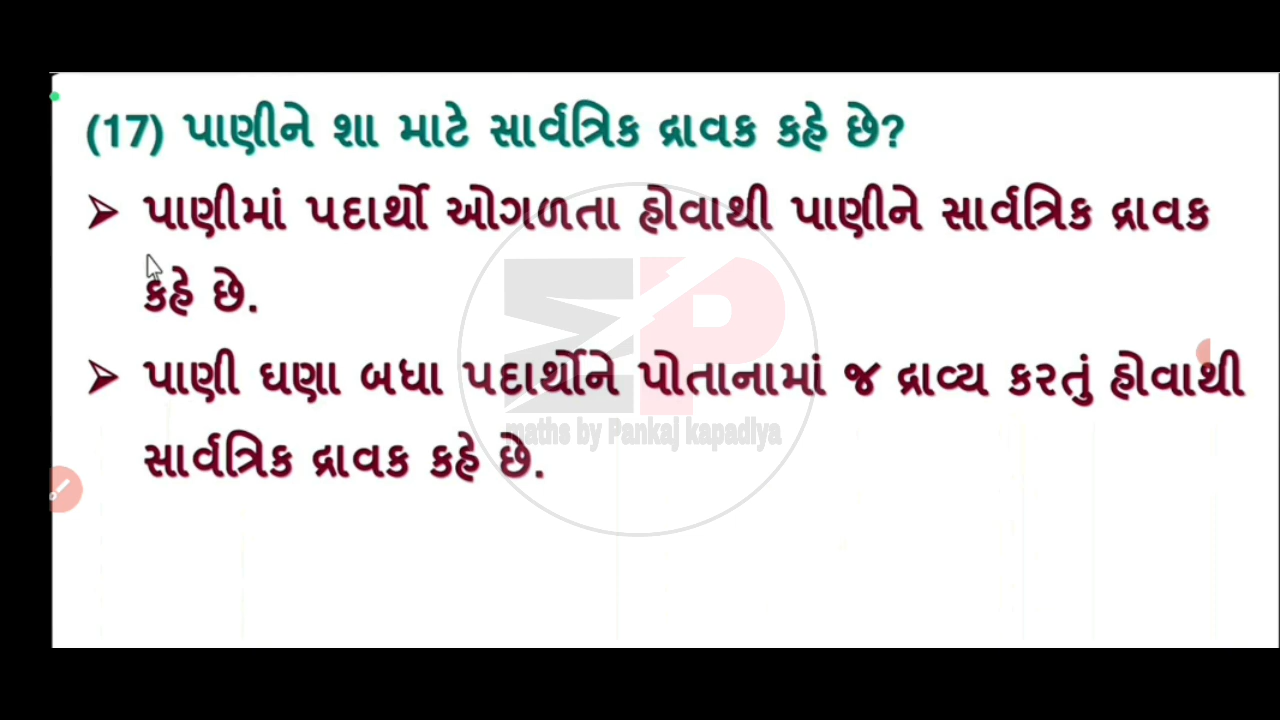 (17) પાણીને શા માટે સાર્વત્રિક દ્રાવક કહે છે?
➤ પાણીમાં પદાર્થો ઓગળતા હોવાથી પાણીને સાર્વત્રિક દ્રાવક
કહે છે.
➤ પાણી ઘણા બધા પદાર્થોને પોતાનામાં જ દ્રાવ્ય કરતું હોવાથી
maths by Pankaj kapadiya
સાર્વત્રિક દ્રાવક કહે છે.